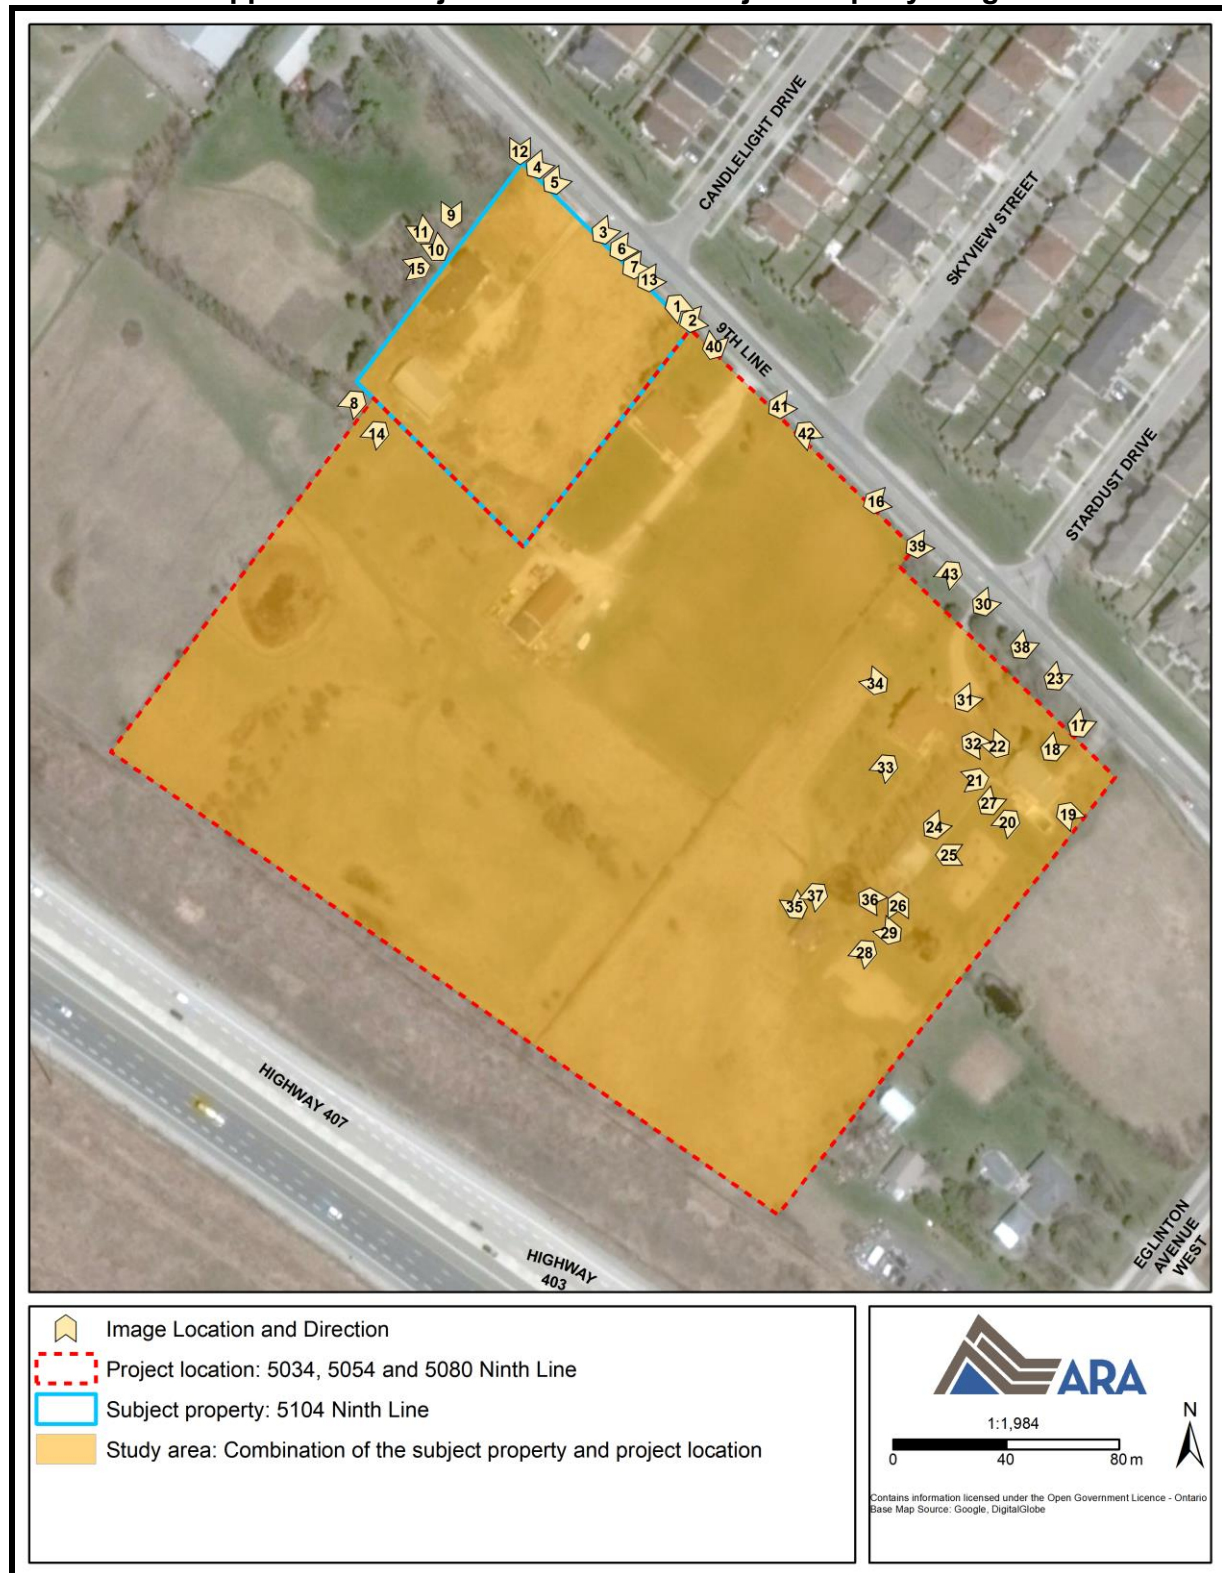 CANDLELIGHT DRIVE
SKYVIEW STREET
STARDUST DRIVE
9TH LINE
12
4
5
9
11
10
15
3
6
7
13
1
2
40
8
14
41
42
16
39
43
30
38
23
34
31
17
32
22
18
33
21
27
20
19
24
25
37
35
36
26
29
28
HIGHWAY 407
HIGHWAY
403
EGLINTON
AVENUE
WEST
Image Location and Direction
Project location: 5034, 5054 and 5080 Ninth Line
Subject property: 5104 Ninth Line
Study area: Combination of the subject property and project location
ARA
1:1,984
N
0 40 80 m
Contains information licensed under the Open Government Licence - Ontario
Base Map Source: Google, DigitalGlobe